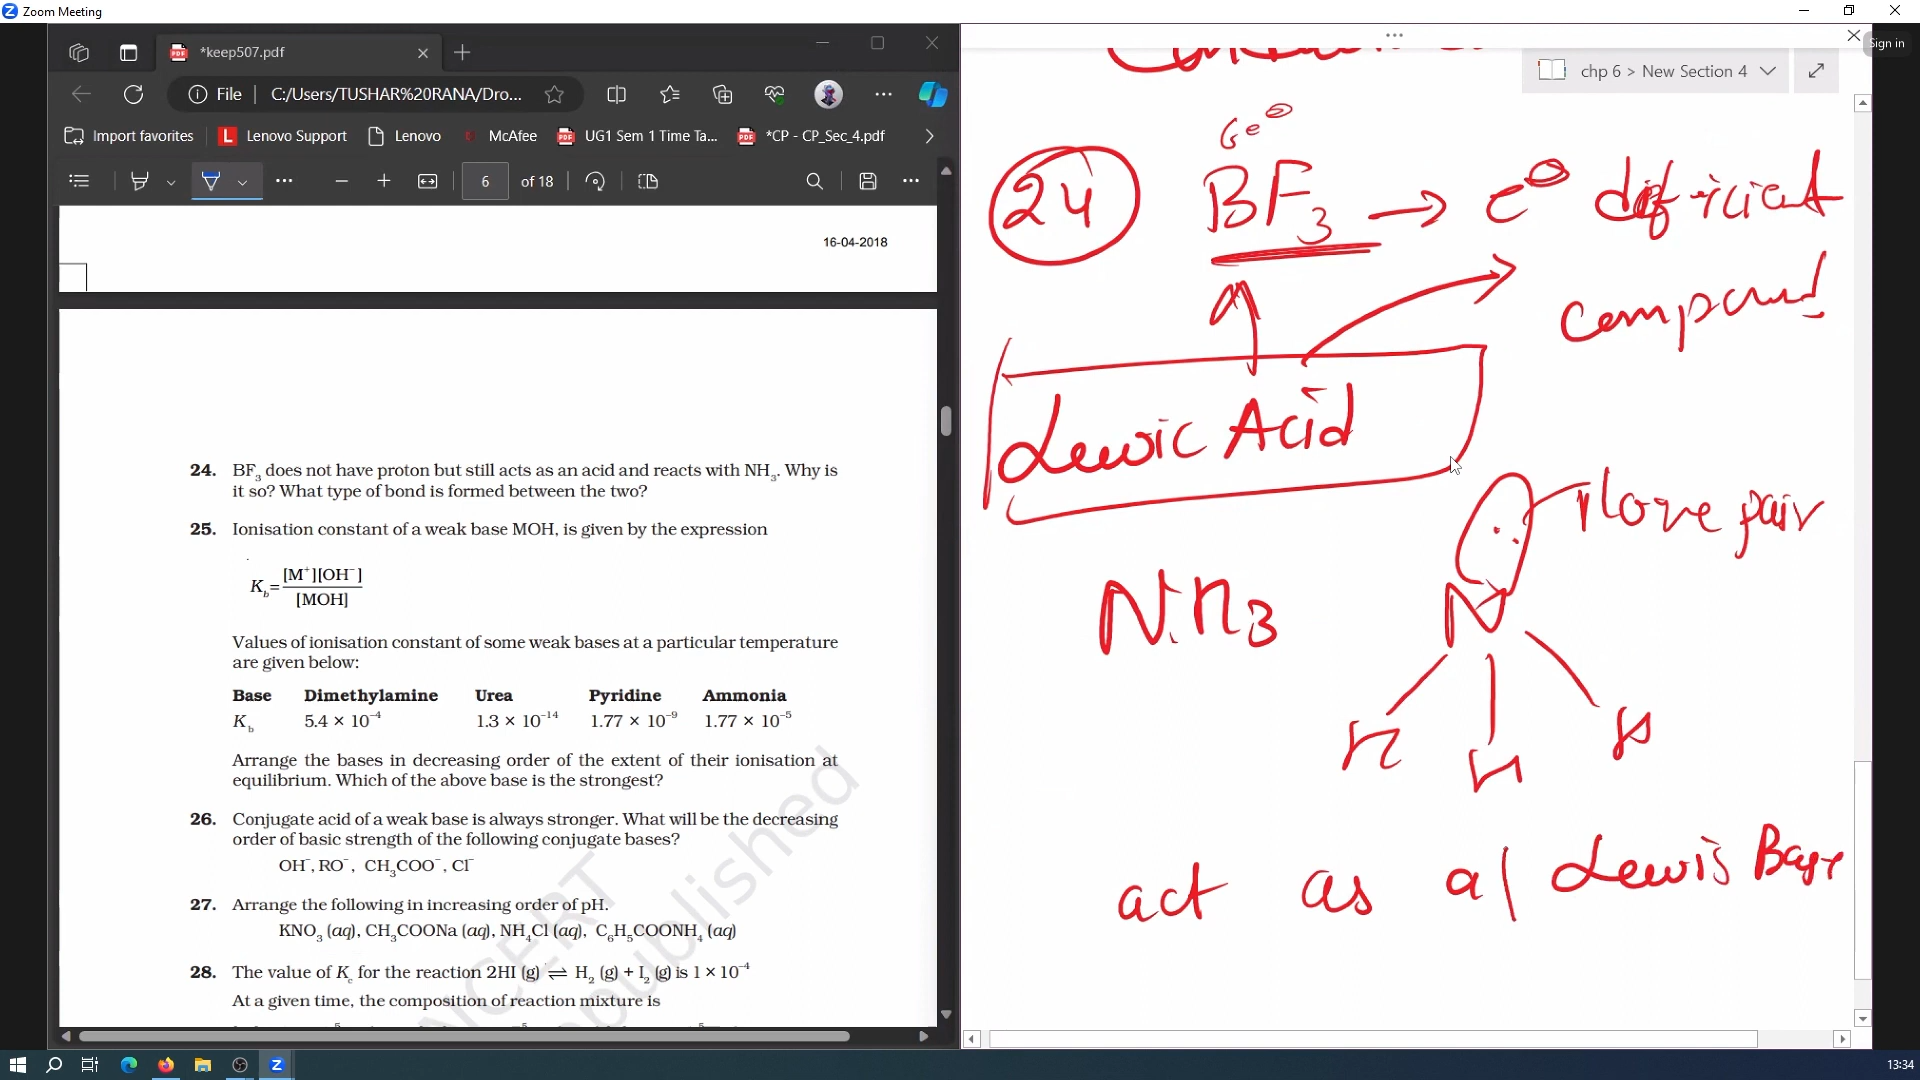 Zoom Meeting
*keep507.pdf
File
C:/Users/TUSHAR%20RANA/Dro...
Import favorites
Lenovo Support
Lenovo
McAfee
UG1 Sem 1 Time Ta...
*CP - CP_Sec_4.pdf
6 of 18
16-04-2018
24. BF₃ does not have proton but still acts as an acid and reacts with NH₃. Why is
it so? What type of bond is formed between the two?
25. Ionisation constant of a weak base MOH, is given by the expression
K_b = [M⁺][OH⁻] / [MOH]
Values of ionisation constant of some weak bases at a particular temperature
are given below:
Base Dimethylamine Urea Pyridine Ammonia
K_b 5.4 × 10⁻⁴ 1.3 × 10⁻¹⁴ 1.77 × 10⁻⁹ 1.77 × 10⁻⁵
Arrange the bases in decreasing order of the extent of their ionisation at
equilibrium. Which of the above base is the strongest?
26. Conjugate acid of a weak base is always stronger. What will be the decreasing
order of basic strength of the following conjugate bases?
OH⁻, RO⁻, CH₃COO⁻, Cl⁻
27. Arrange the following in increasing order of pH.
KNO₃ (aq), CH₃COONa (aq), NH₄Cl (aq), C₆H₅COONH₄ (aq)
28. The value of K_c for the reaction 2HI (g) ⇌ H₂ (g) + I₂ (g) is 1 × 10⁻⁴
At a given time, the composition of reaction mixture is
NCERT
republished
Sign in
chp 6 > New Section 4
6e⊖
24 BF₃ → e⊖ deficient
compound
Lewic Acid
lone pair
NH₃
N
H H H
act as a Lewis Base
13:34